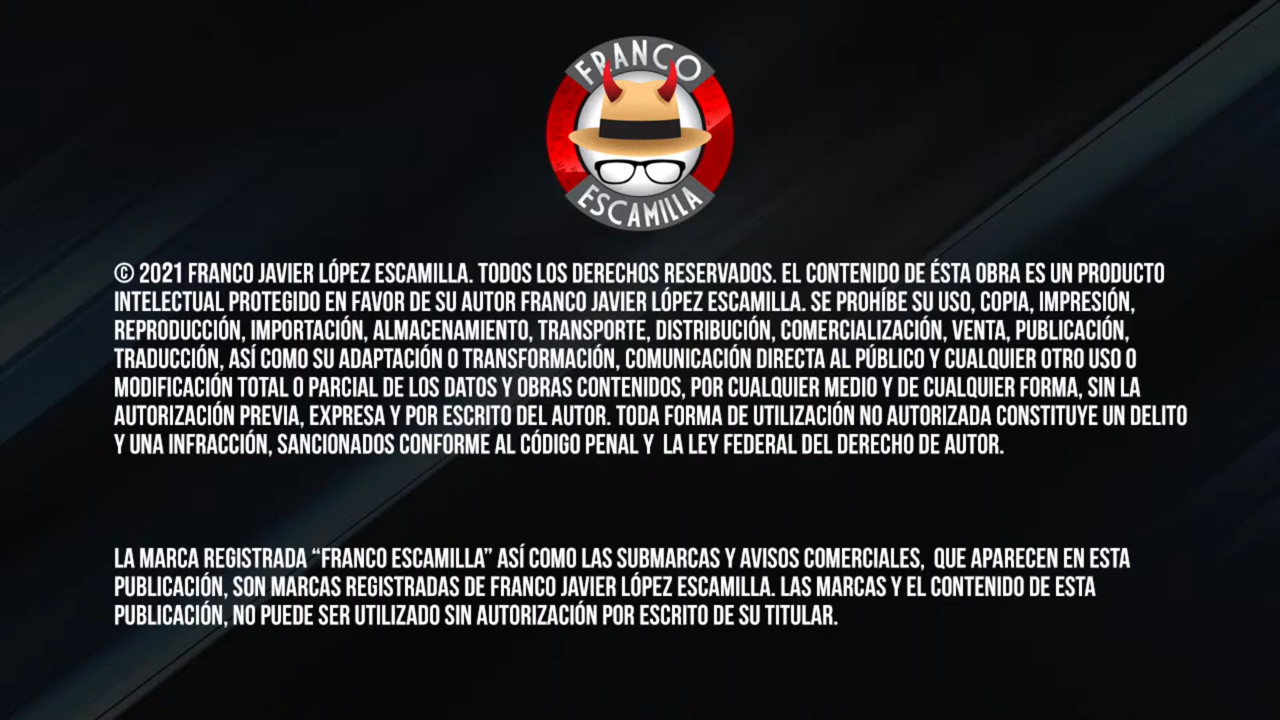 FRANCO
ESCAMILLA
© 2021 FRANCO JAVIER LÓPEZ ESCAMILLA. TODOS LOS DERECHOS RESERVADOS. EL CONTENIDO DE ÉSTA OBRA ES UN PRODUCTO
INTELECTUAL PROTEGIDO EN FAVOR DE SU AUTOR FRANCO JAVIER LÓPEZ ESCAMILLA. SE PROHÍBE SU USO, COPIA, IMPRESIÓN,
REPRODUCCIÓN, IMPORTACIÓN, ALMACENAMIENTO, TRANSPORTE, DISTRIBUCIÓN, COMERCIALIZACIÓN, VENTA, PUBLICACIÓN,
TRADUCCIÓN, ASÍ COMO SU ADAPTACIÓN O TRANSFORMACIÓN, COMUNICACIÓN DIRECTA AL PÚBLICO Y CUALQUIER OTRO USO O
MODIFICACIÓN TOTAL O PARCIAL DE LOS DATOS Y OBRAS CONTENIDOS, POR CUALQUIER MEDIO Y DE CUALQUIER FORMA, SIN LA
AUTORIZACIÓN PREVIA, EXPRESA Y POR ESCRITO DEL AUTOR. TODA FORMA DE UTILIZACIÓN NO AUTORIZADA CONSTITUYE UN DELITO
Y UNA INFRACCIÓN, SANCIONADOS CONFORME AL CÓDIGO PENAL Y LA LEY FEDERAL DEL DERECHO DE AUTOR.
LA MARCA REGISTRADA “FRANCO ESCAMILLA” ASÍ COMO LAS SUBMARCAS Y AVISOS COMERCIALES, QUE APARECEN EN ESTA
PUBLICACIÓN, SON MARCAS REGISTRADAS DE FRANCO JAVIER LÓPEZ ESCAMILLA. LAS MARCAS Y EL CONTENIDO DE ESTA
PUBLICACIÓN, NO PUEDE SER UTILIZADO SIN AUTORIZACIÓN POR ESCRITO DE SU TITULAR.